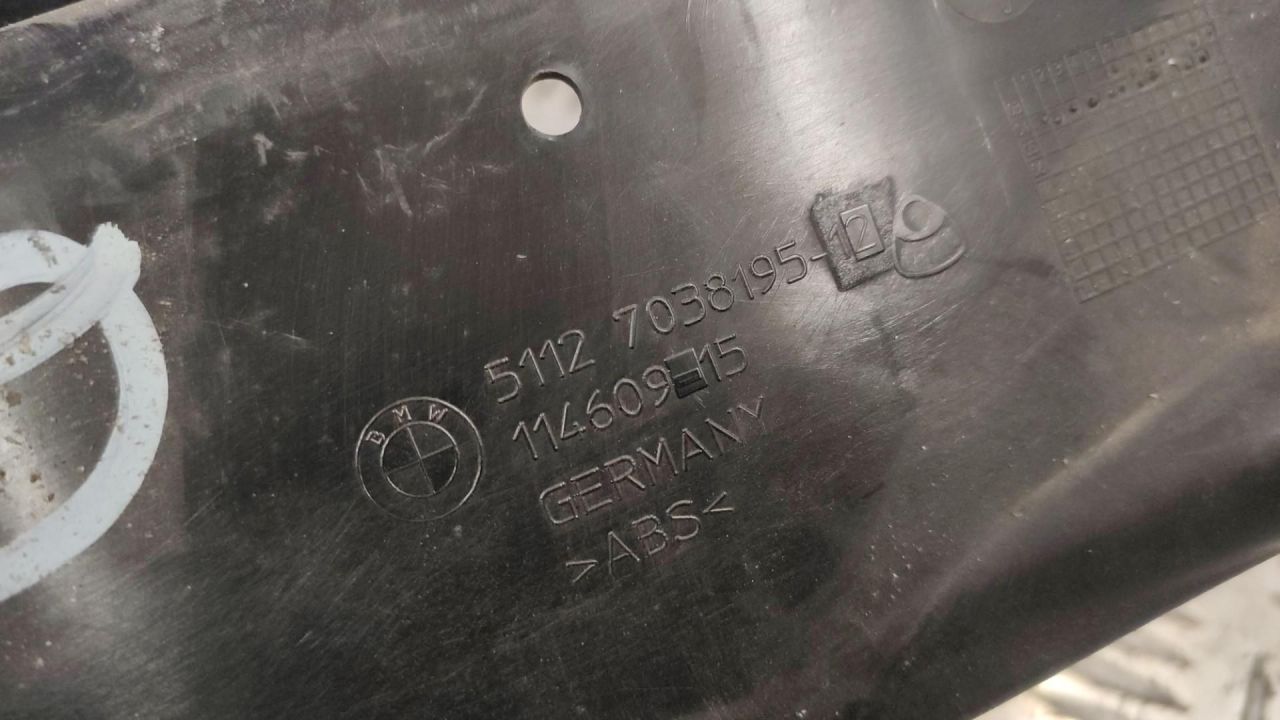 5112 7038195-12
114609-15
BMW
GERMANY
>ABS<